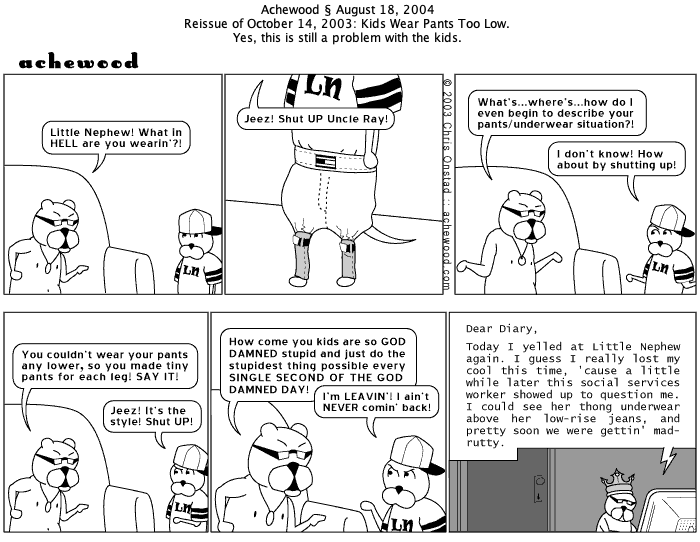 Achewood § August 18, 2004
Reissue of October 14, 2003: Kids Wear Pants Too Low.
Yes, this is still a problem with the kids.
achewood
Little Nephew! What in
HELL are you wearin'?!
LN
Jeez! Shut UP Uncle Ray!
LN
© 2003 Chris Onstad :: achewood.com
What's...where's...how do I
even begin to describe your
pants/underwear situation?!
I don't know! How
about by shutting up!
LN
You couldn't wear your pants
any lower, so you made tiny
pants for each leg! SAY IT!
Jeez! It's the
style! Shut UP!
LN
How come you kids are so GOD
DAMNED stupid and just do the
stupidest thing possible every
SINGLE SECOND OF THE GOD
DAMNED DAY!
I'm LEAVIN'! I ain't
NEVER comin' back!
LN
Dear Diary,
Today I yelled at Little Nephew
again. I guess I really lost my
cool this time, 'cause a little
while later this social services
worker showed up to question me.
I could see her thong underwear
above her low-rise jeans, and
pretty soon we were gettin' mad-
rutty.